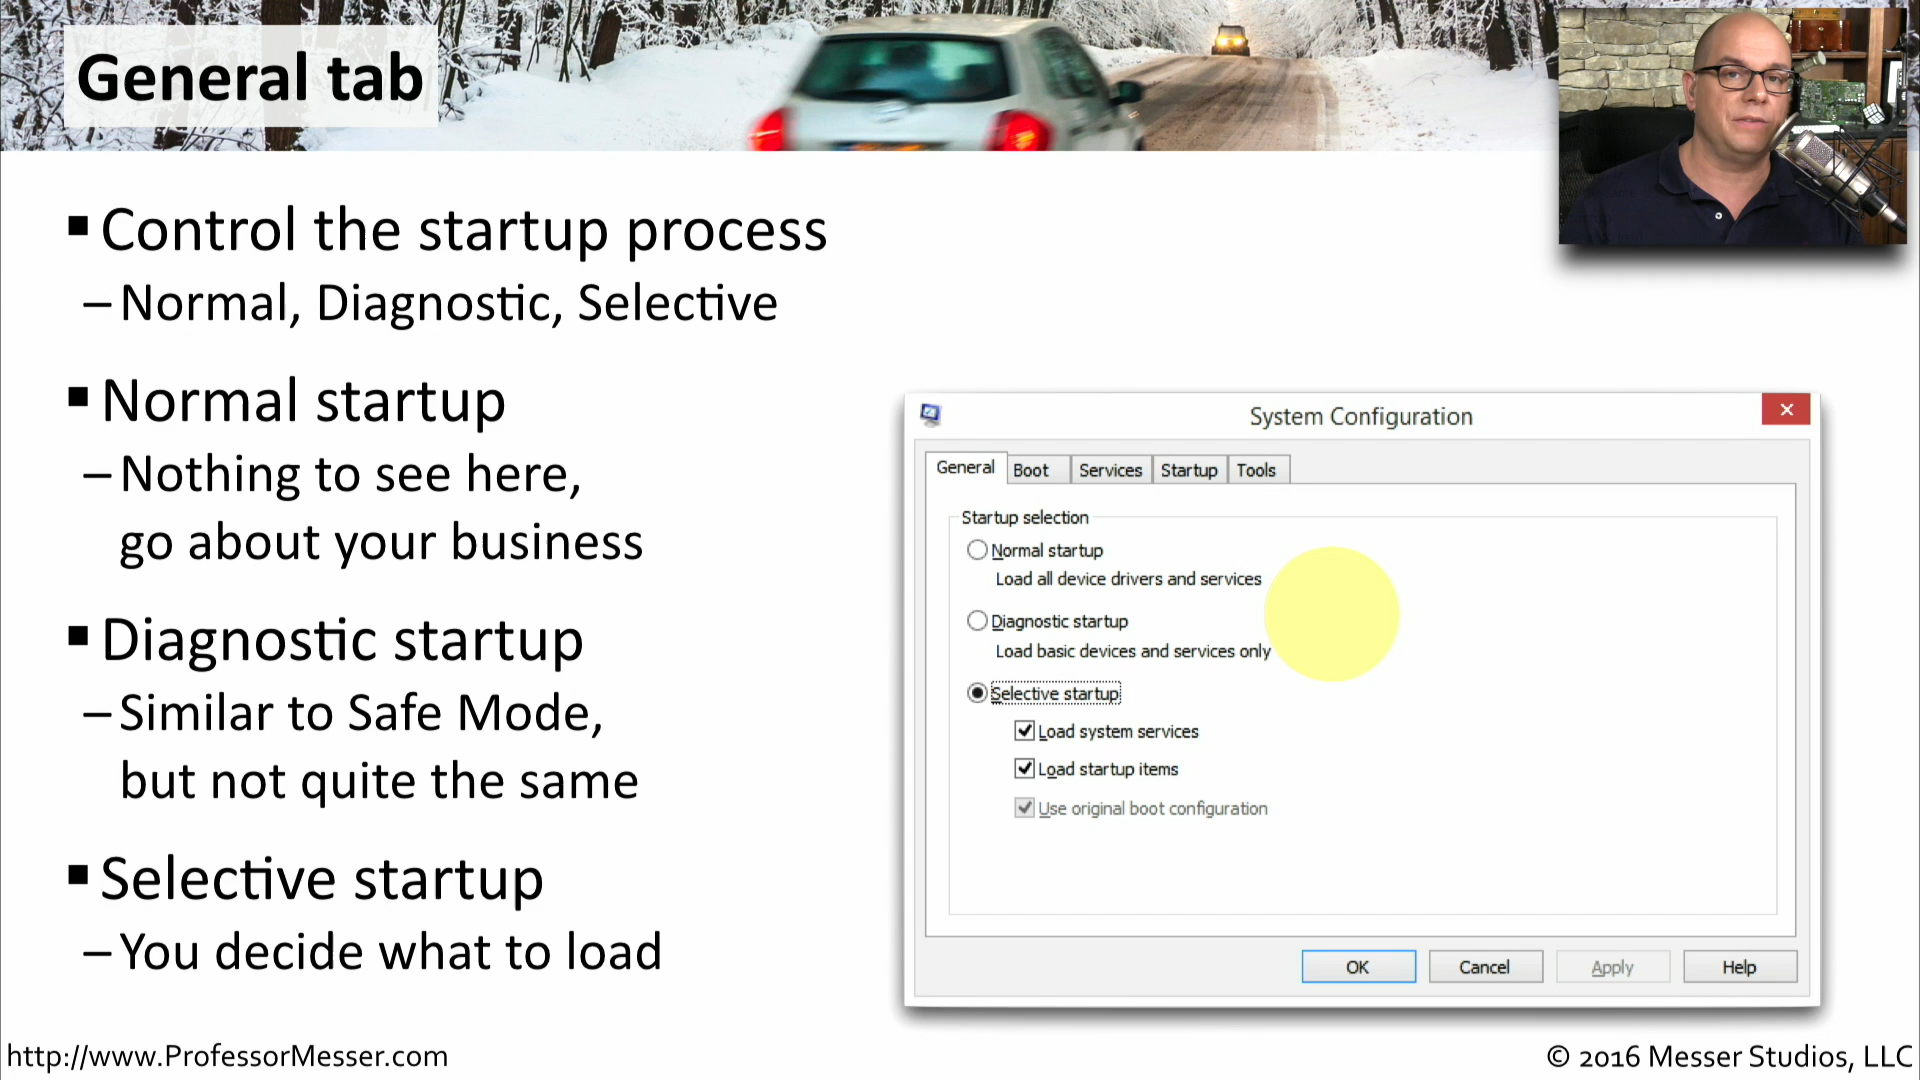 General tab
Control the startup process
–Normal, Diagnostic, Selective
Normal startup
–Nothing to see here,
go about your business
Diagnostic startup
–Similar to Safe Mode,
but not quite the same
Selective startup
–You decide what to load
System Configuration
General Boot Services Startup Tools
Startup selection
Normal startup
Load all device drivers and services
Diagnostic startup
Load basic devices and services only
Selective startup
Load system services
Load startup items
Use original boot configuration
OK Cancel Apply Help
http://www.ProfessorMesser.com
© 2016 Messer Studios, LLC